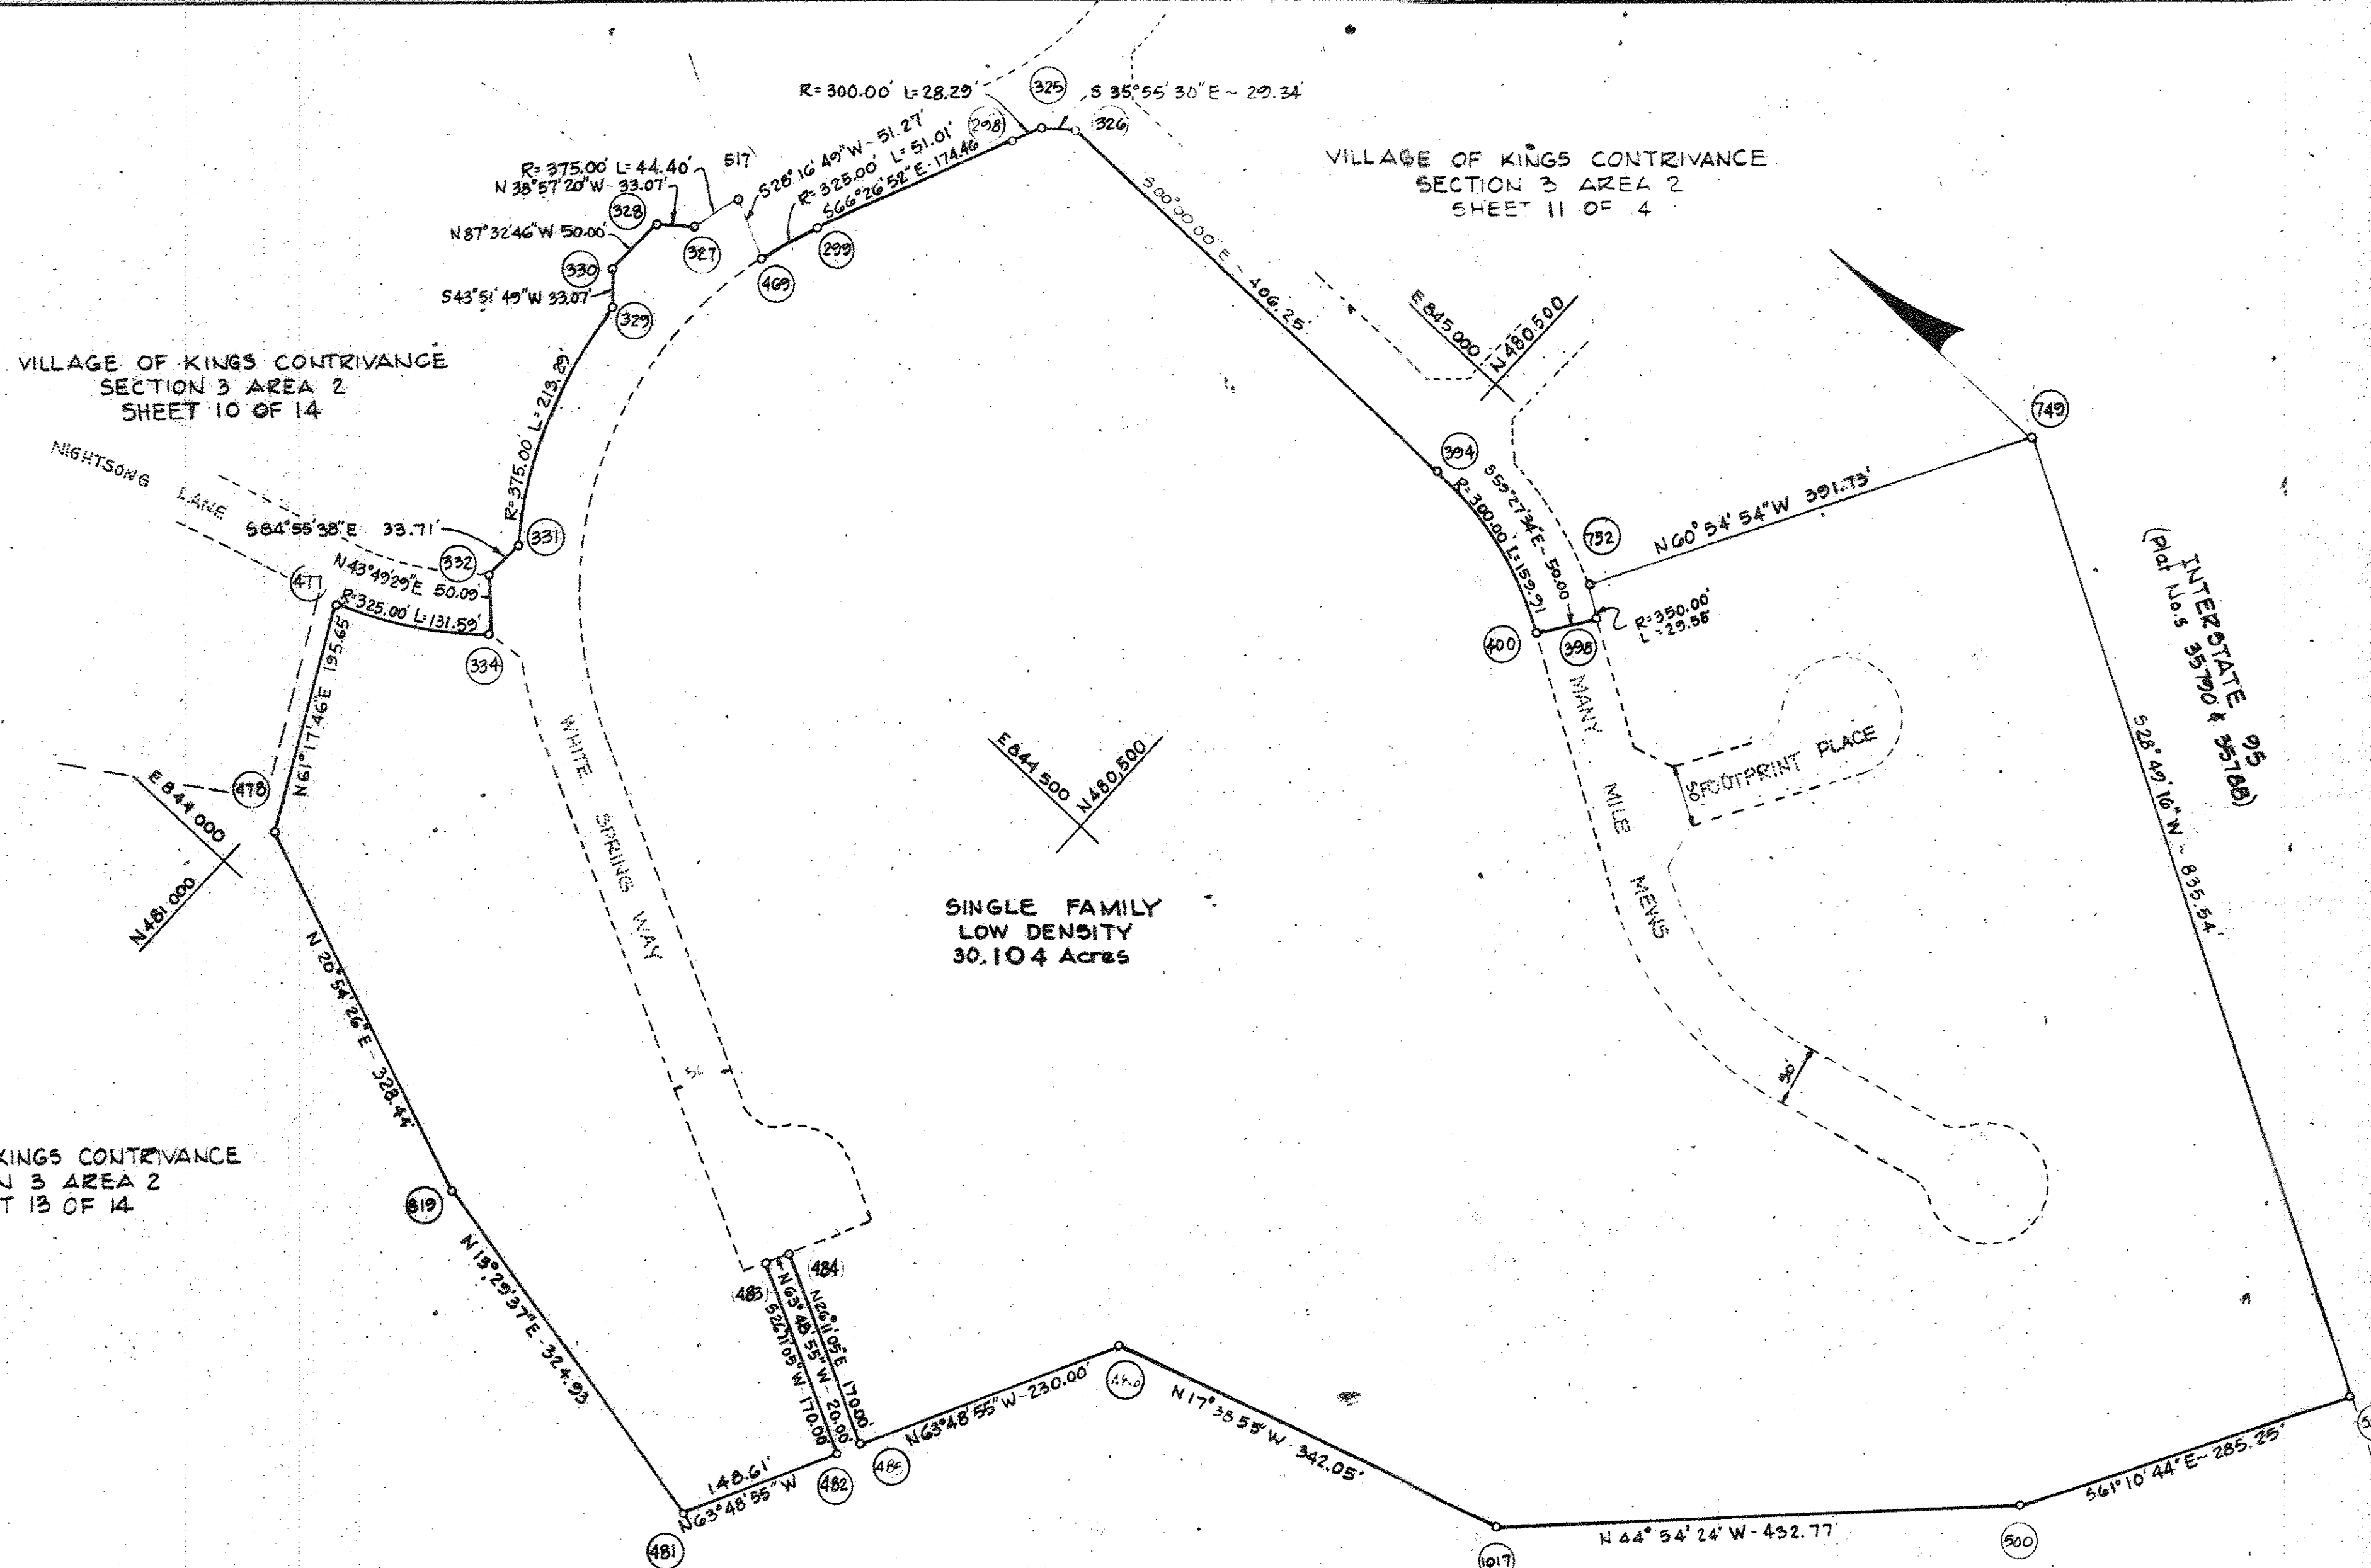 R= 300.00' L= 28.29'
325
S 35°55' 30" E ~ 29.34'
298
326
R= 375.00' L= 44.40'
517
N 38°57'20"W - 33.07'
S28°16' 49"W ~ 51.27'
R= 325.00' L= 51.01'
S66°26'52"E - 174.46
328
N87°32'46"W 50.00'
327
299
330
469
S43°51'49"W 33.07'
329
VILLAGE OF KINGS CONTRIVANCE
SECTION 3 AREA 2
SHEET 11 OF 4
E 845 000
N 480,500
406.25'
VILLAGE OF KINGS CONTRIVANCE
SECTION 3 AREA 2
SHEET 10 OF 14
R= 375.00' L= 213.29'
749
NIGHTSONG LANE
394
S59°27'34"E ~ 50.00
R= 300.00' L= 159.91
N60° 54' 54"W 391.73'
752
S84°55'38"E 33.71'
331
332
N43°49'29"E 50.09'
477
R=325.00' L=131.59'
334
R=350.00'
L = 29.58'
400
398
INTERSTATE 95
(Plat No.s 35790 & 35788)
N61°17'46"E 195.65'
WHITE SPRING WAY
MANY MILE MEWS
50
FOOTPRINT PLACE
S28°49'16"W ~ 835.54'
E 844 500
N 480,500
E 844 000
478
N 481 000
SINGLE FAMILY
LOW DENSITY
30.104 Acres
N 20°54'26"E - 328.44'
50'
KINGS CONTRIVANCE
N 3 AREA 2
T 13 OF 14
819
N 13°29'37"E - 324.93
483
484
N63°48'55"W - 20.00'
N26°11'05"E 170.00'
S26°11'05"W - 170.00'
N63°48'55"W - 230.00'
N 17°38'55"W - 342.05'
148.61'
N63°48'55"W
482
481
S61°10'44"E ~ 285.25'
N 44° 54' 24" W - 432.77'
500
1017